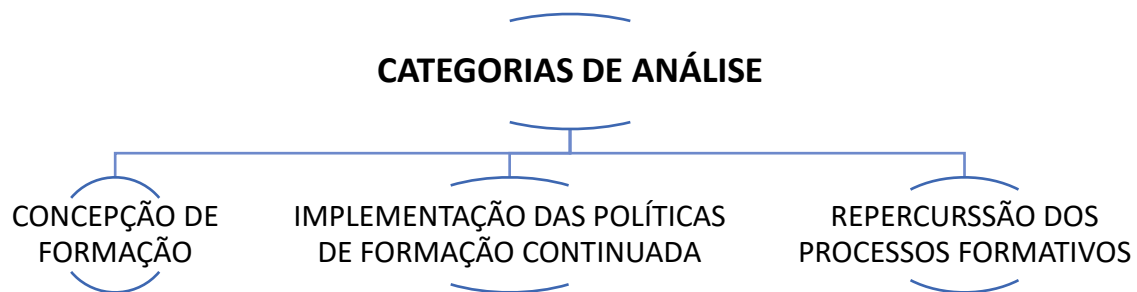 CATEGORIAS DE ANÁLISE
CONCEPÇÃO DE
FORMAÇÃO
IMPLEMENTAÇÃO DAS POLÍTICAS
DE FORMAÇÃO CONTINUADA
REPERCURSSÃO DOS
PROCESSOS FORMATIVOS